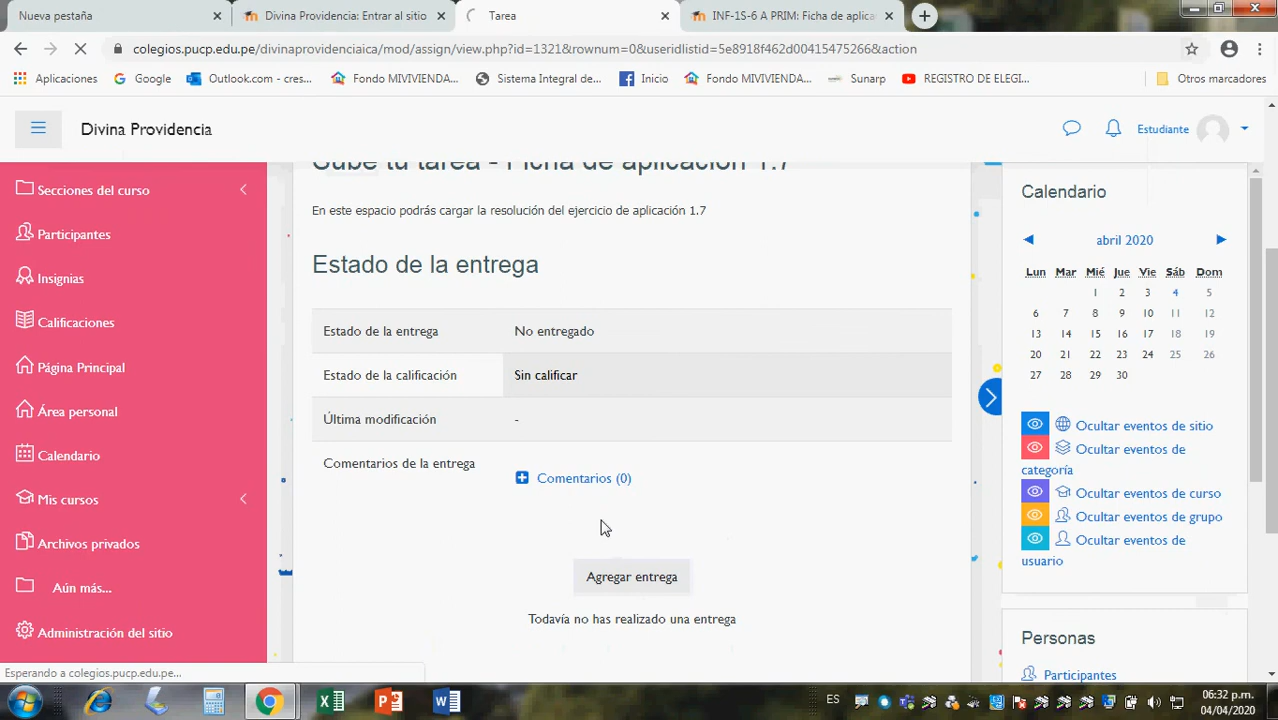 Nueva pestaña
Divina Providencia: Entrar al sitio
Tarea
INF-1S-6 A PRIM: Ficha de aplica
colegios.pucp.edu.pe/divinaprovidenciaica/mod/assign/view.php?id=1321&rownum=0&useridlistid=5e8918f462d00415475266&action
Aplicaciones
Google
Outlook.com - cres...
Fondo MIVIVIENDA...
Sistema Integral de...
Inicio
Fondo MIVIVIENDA...
Sunarp
REGISTRO DE ELEGI...
Otros marcadores
Divina Providencia
Estudiante
Secciones del curso
Participantes
Insignias
Calificaciones
Página Principal
Área personal
Calendario
Mis cursos
Archivos privados
Aún más...
Administración del sitio
Sube tu tarea - Ficha de aplicación 1.7
En este espacio podrás cargar la resolución del ejercicio de aplicación 1.7
Estado de la entrega
Estado de la entrega No entregado
Estado de la calificación Sin calificar
Última modificación -
Comentarios de la entrega
Comentarios (0)
Agregar entrega
Todavía no has realizado una entrega
Calendario
abril 2020
Lun Mar Mié Jue Vie Sáb Dom
1 2 3 4 5
6 7 8 9 10 11 12
13 14 15 16 17 18 19
20 21 22 23 24 25 26
27 28 29 30
Ocultar eventos de sitio
Ocultar eventos de
categoría
Ocultar eventos de curso
Ocultar eventos de grupo
Ocultar eventos de
usuario
Personas
Participantes
Esperando a colegios.pucp.edu.pe...
ES
06:32 p.m.
04/04/2020